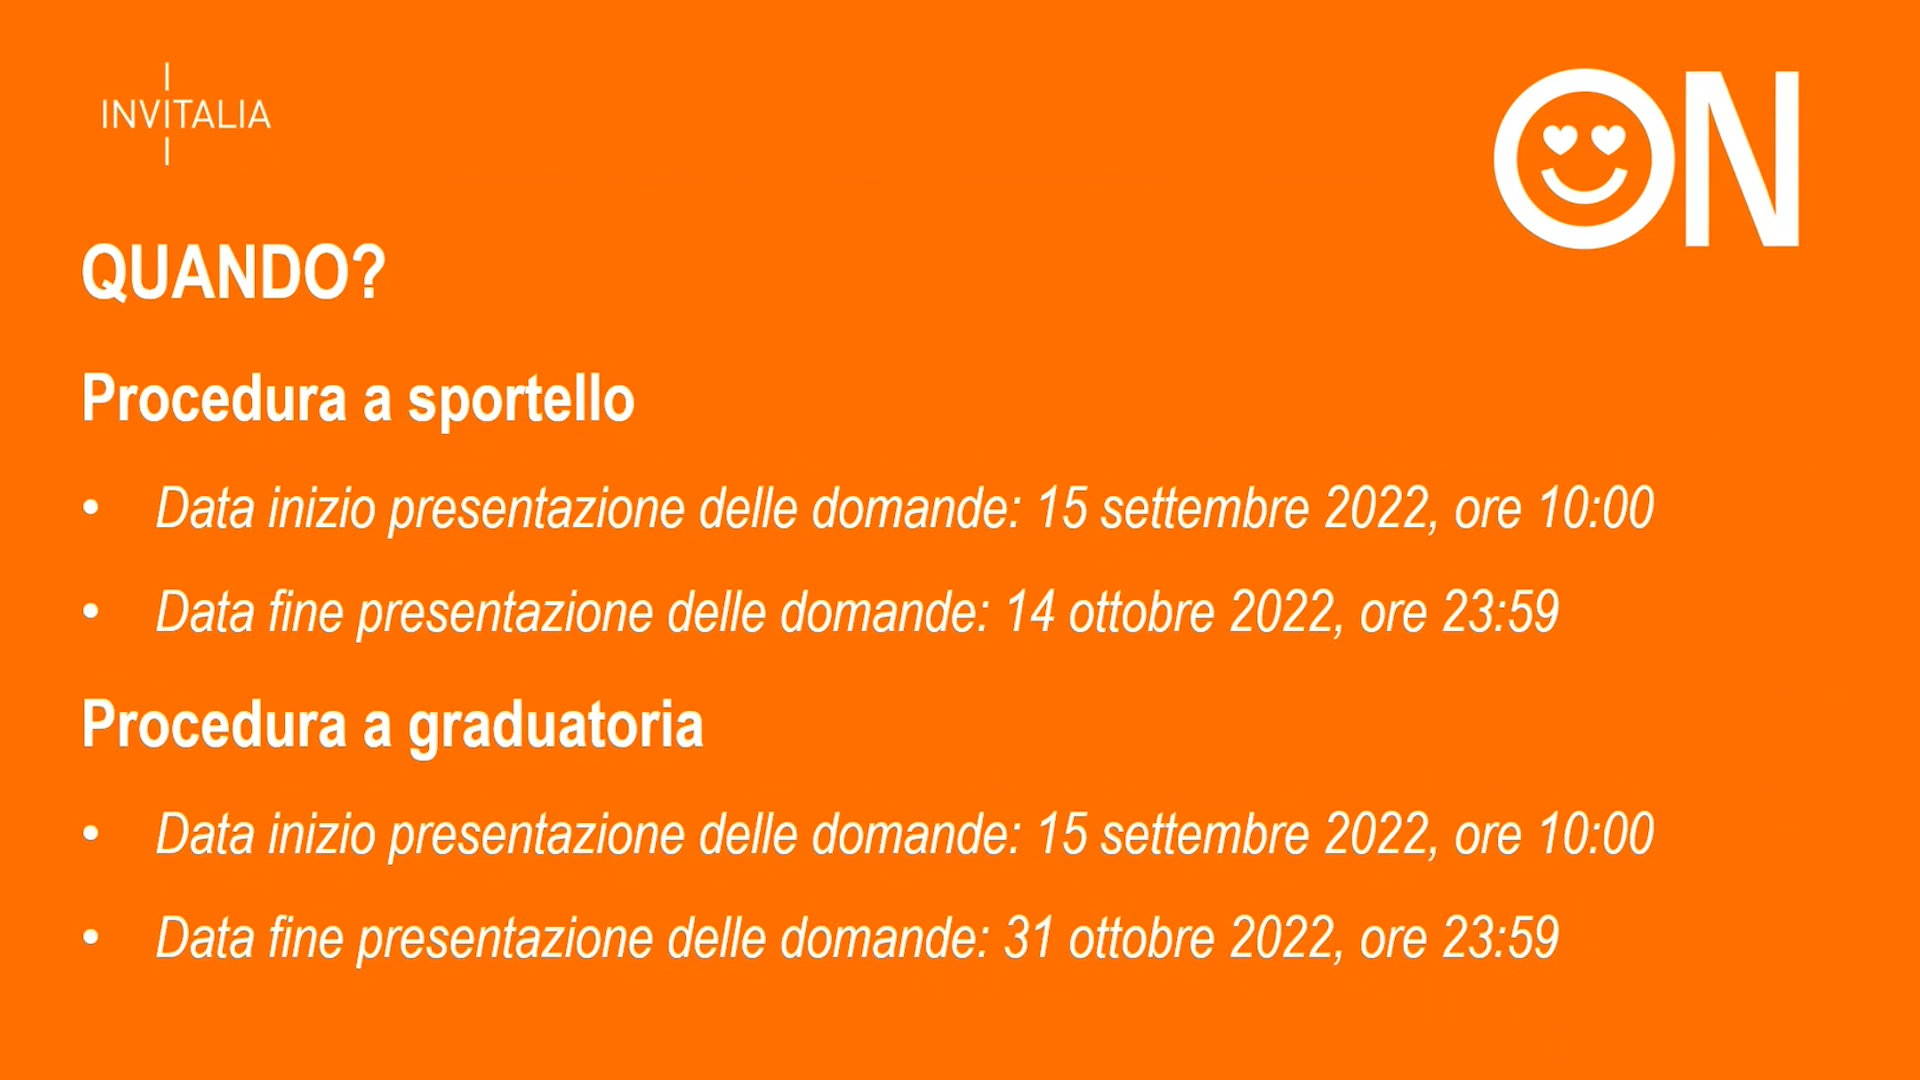 INVITALIA
ON
QUANDO?
Procedura a sportello
• Data inizio presentazione delle domande: 15 settembre 2022, ore 10:00
• Data fine presentazione delle domande: 14 ottobre 2022, ore 23:59
Procedura a graduatoria
• Data inizio presentazione delle domande: 15 settembre 2022, ore 10:00
• Data fine presentazione delle domande: 31 ottobre 2022, ore 23:59